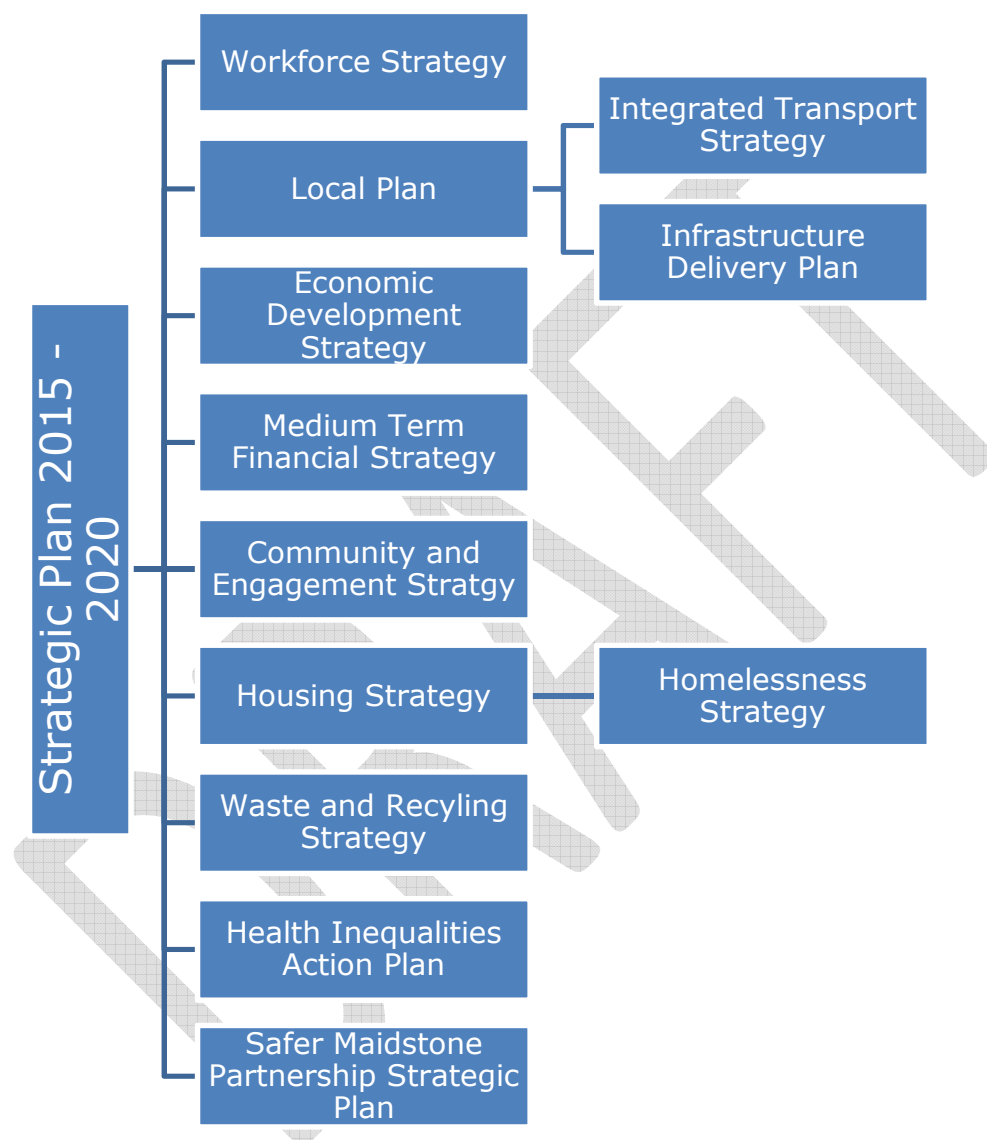 Strategic Plan 2015 -
2020
Workforce Strategy
Local Plan
Integrated Transport
Strategy
Infrastructure
Delivery Plan
Economic
Development
Strategy
Medium Term
Financial Strategy
Community and
Engagement Stratgy
Housing Strategy
Homelessness
Strategy
Waste and Recyling
Strategy
Health Inequalities
Action Plan
Safer Maidstone
Partnership Strategic
Plan
DRAFT